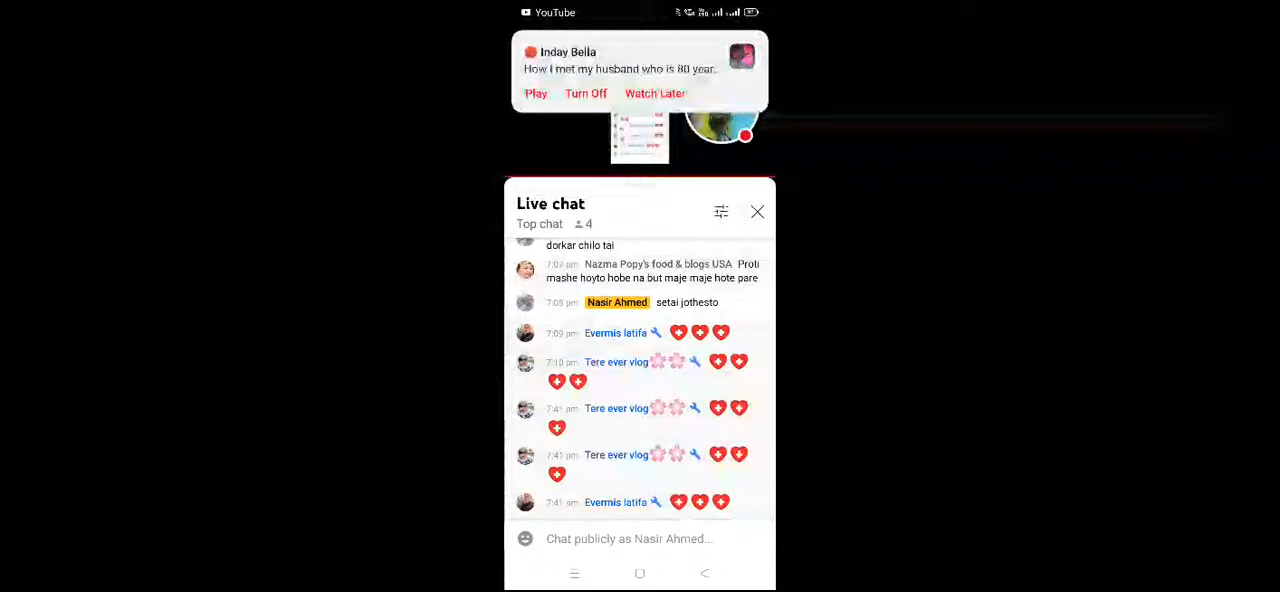 YouTube
Inday Bella
How I met my husband who is 80 year..
Play Turn Off Watch Later
Live chat
Top chat 4
dorkar chilo tai
7:07 pm Nazma Popy's food & blogs USA Proti
mashe hoyto hobe na but maje maje hote pare
7:08 pm Nasir Ahmed setai jothesto
7:09 pm Evermis latifa
7:10 pm Tere ever vlog
7:41 pm Tere ever vlog
7:41 pm Tere ever vlog
7:41 pm Evermis latifa
Chat publicly as Nasir Ahmed...